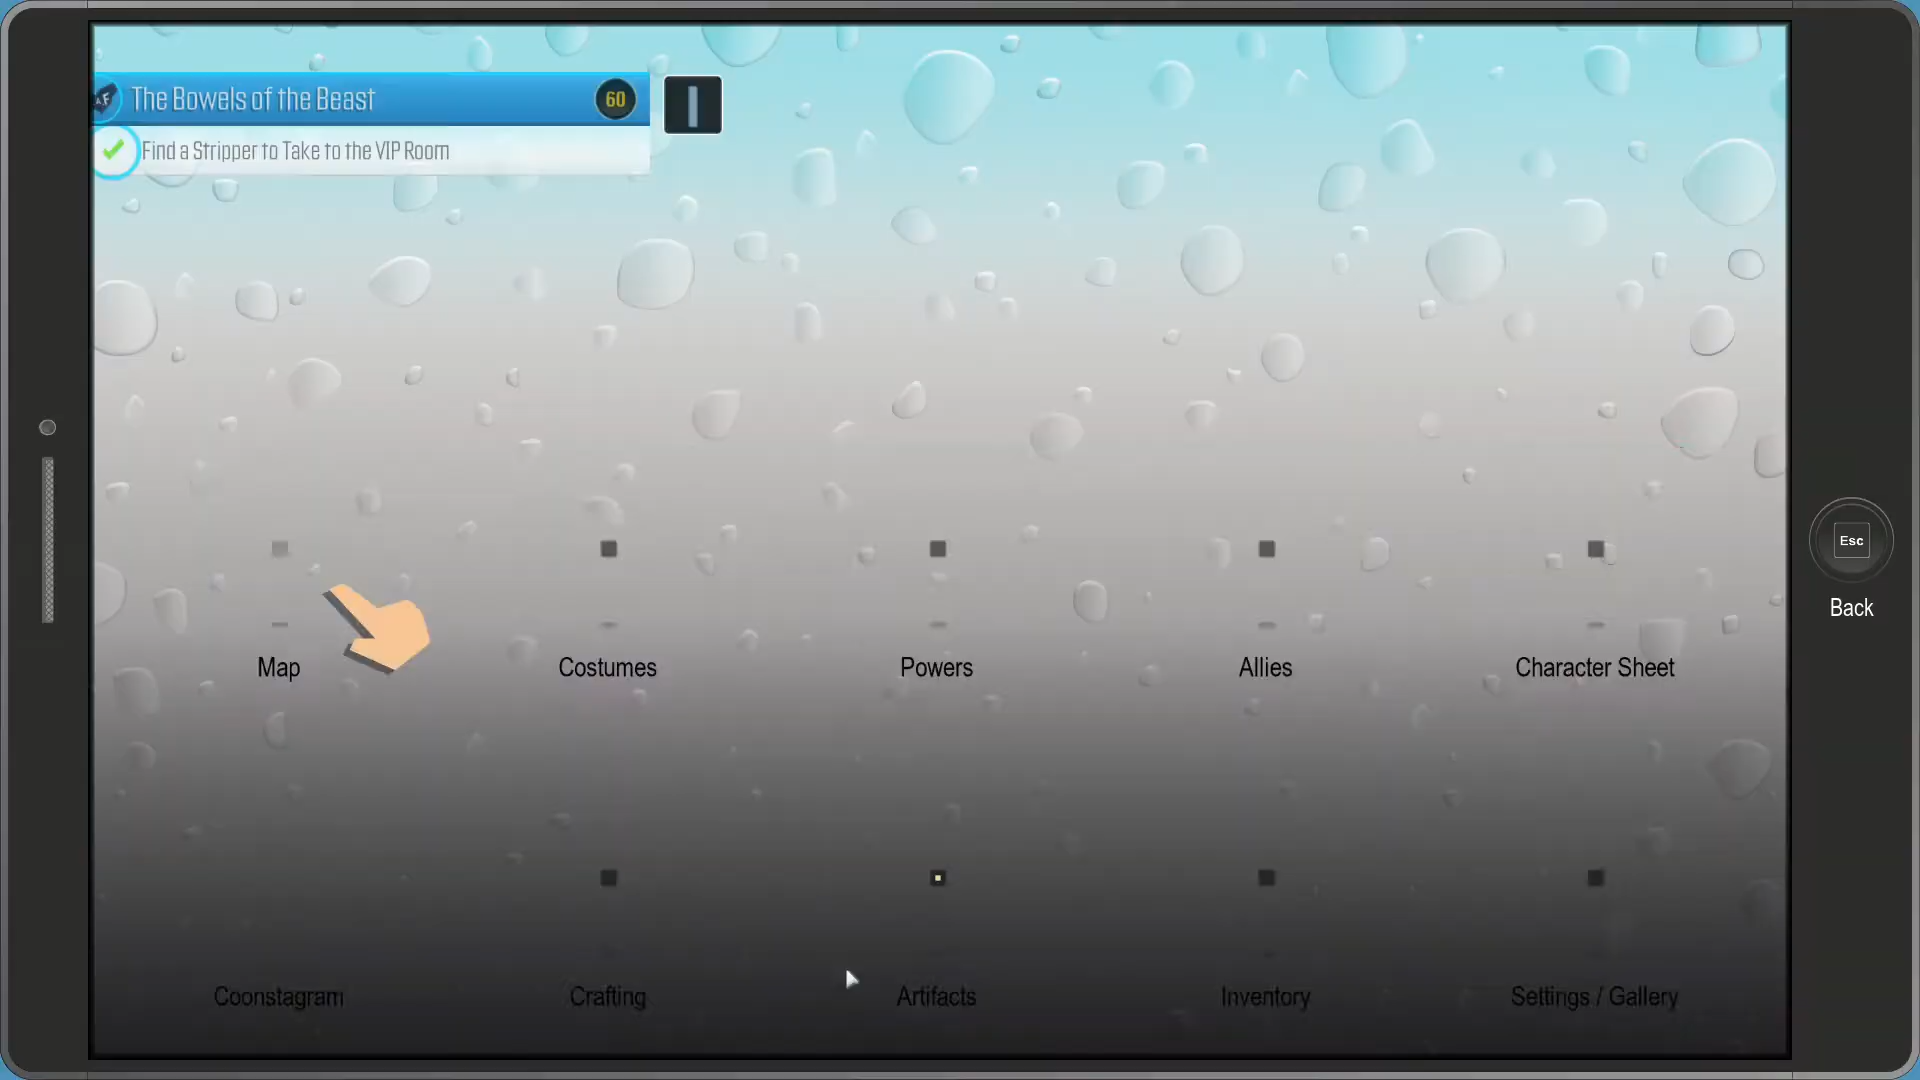 The Bowels of the Beast
60
Find a Stripper to Take to the VIP Room
Esc
Back
Map
Costumes
Powers
Allies
Character Sheet
Coonstagram
Crafting
Artifacts
Inventory
Settings / Gallery